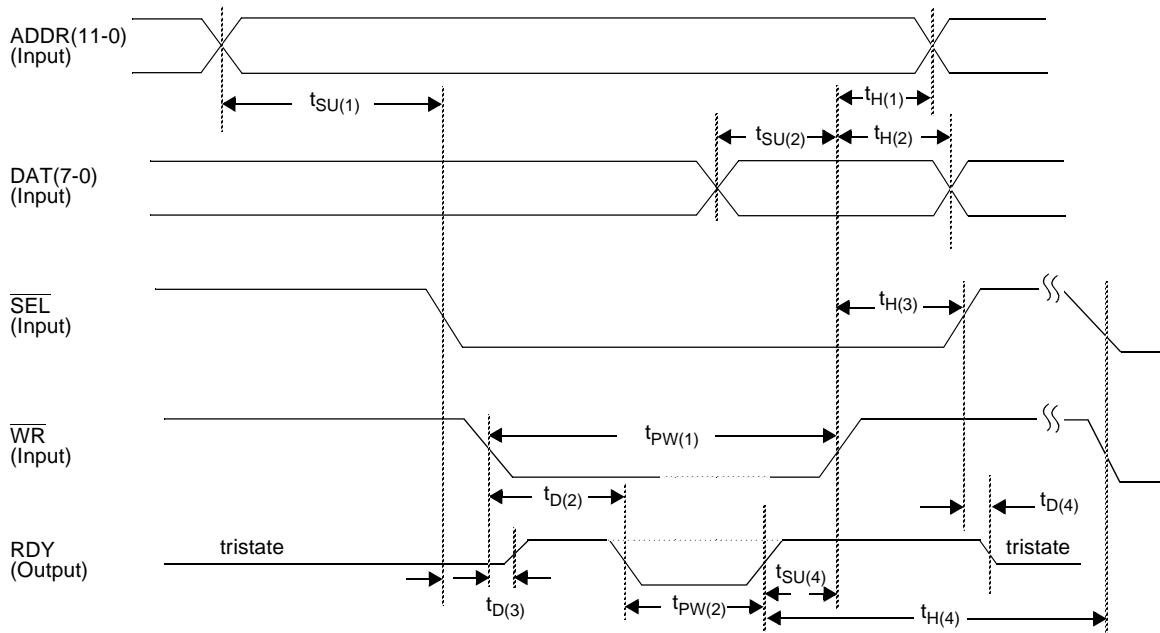 ADDR(11-0)
(Input)
tSU(1)
tH(1)
tSU(2)
tH(2)
DAT(7-0)
(Input)
SEL
(Input)
tH(3)
WR
(Input)
tPW(1)
tD(2)
tD(4)
RDY
(Output)
tristate
tristate
tSU(4)
tD(3)
tPW(2)
tH(4)